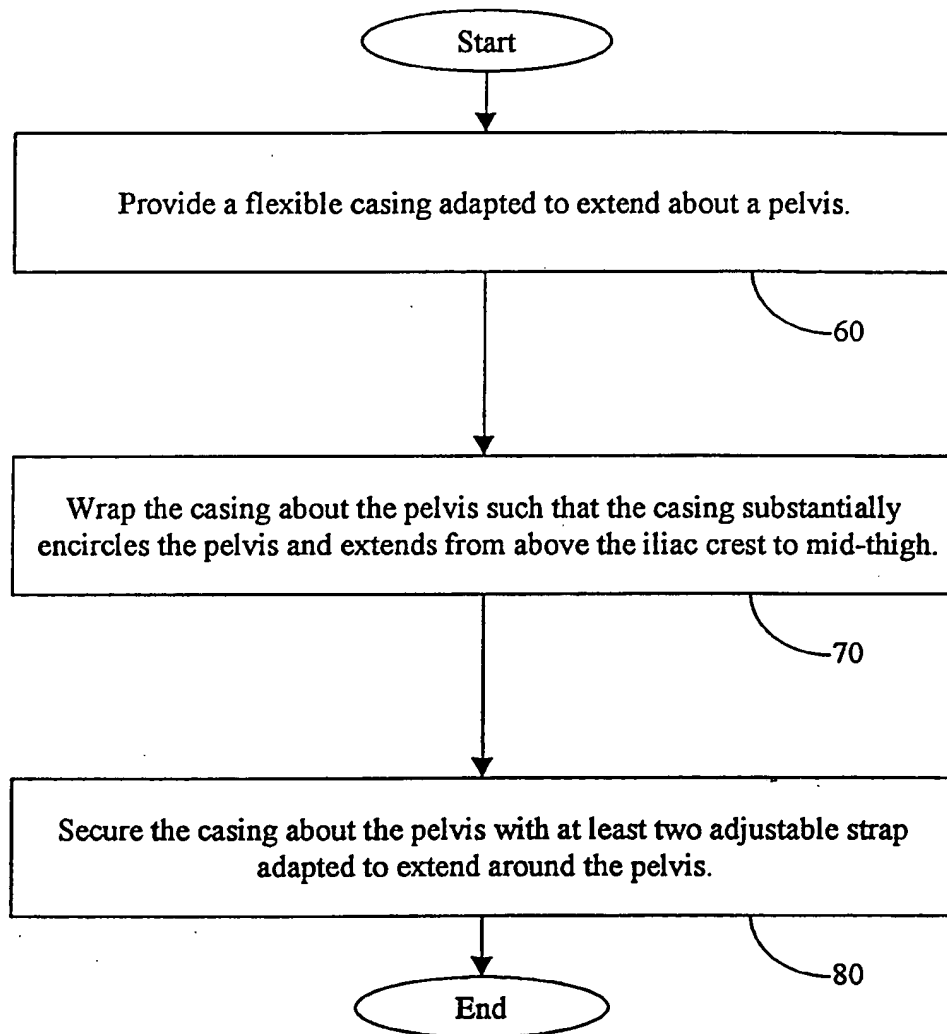 Start
Provide a flexible casing adapted to extend about a pelvis.
60
Wrap the casing about the pelvis such that the casing substantially
encircles the pelvis and extends from above the iliac crest to mid-thigh.
70
Secure the casing about the pelvis with at least two adjustable strap
adapted to extend around the pelvis.
80
End